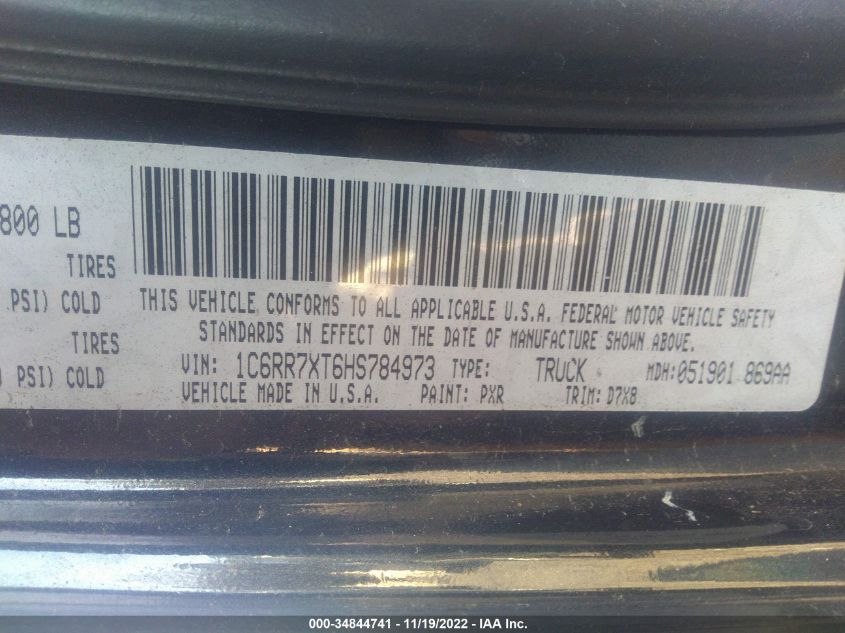 800 LB
TIRES
PSI) COLD
TIRES
) PSI) COLD
THIS VEHICLE CONFORMS TO ALL APPLICABLE U.S.A. FEDERAL MOTOR VEHICLE SAFETY
STANDARDS IN EFFECT ON THE DATE OF MANUFACTURE SHOWN ABOVE.
VIN: 1C6RR7XT6HS784973 TYPE: TRUCK MDH:051901 869AA
VEHICLE MADE IN U.S.A. PAINT: PXR TRIM: D7X8
000-34844741 - 11/19/2022 - IAA Inc.